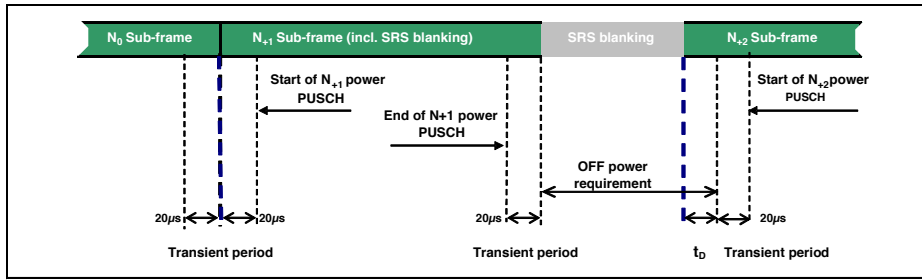 N0 Sub-frame
N+1 Sub-frame (incl. SRS blanking)
SRS blanking
N+2 Sub-frame
Start of N+1 power
PUSCH
Start of N+2 power
PUSCH
End of N+1 power
PUSCH
OFF power
requirement
20µs
20µs
20µs
20µs
Transient period
Transient period
tD
Transient period